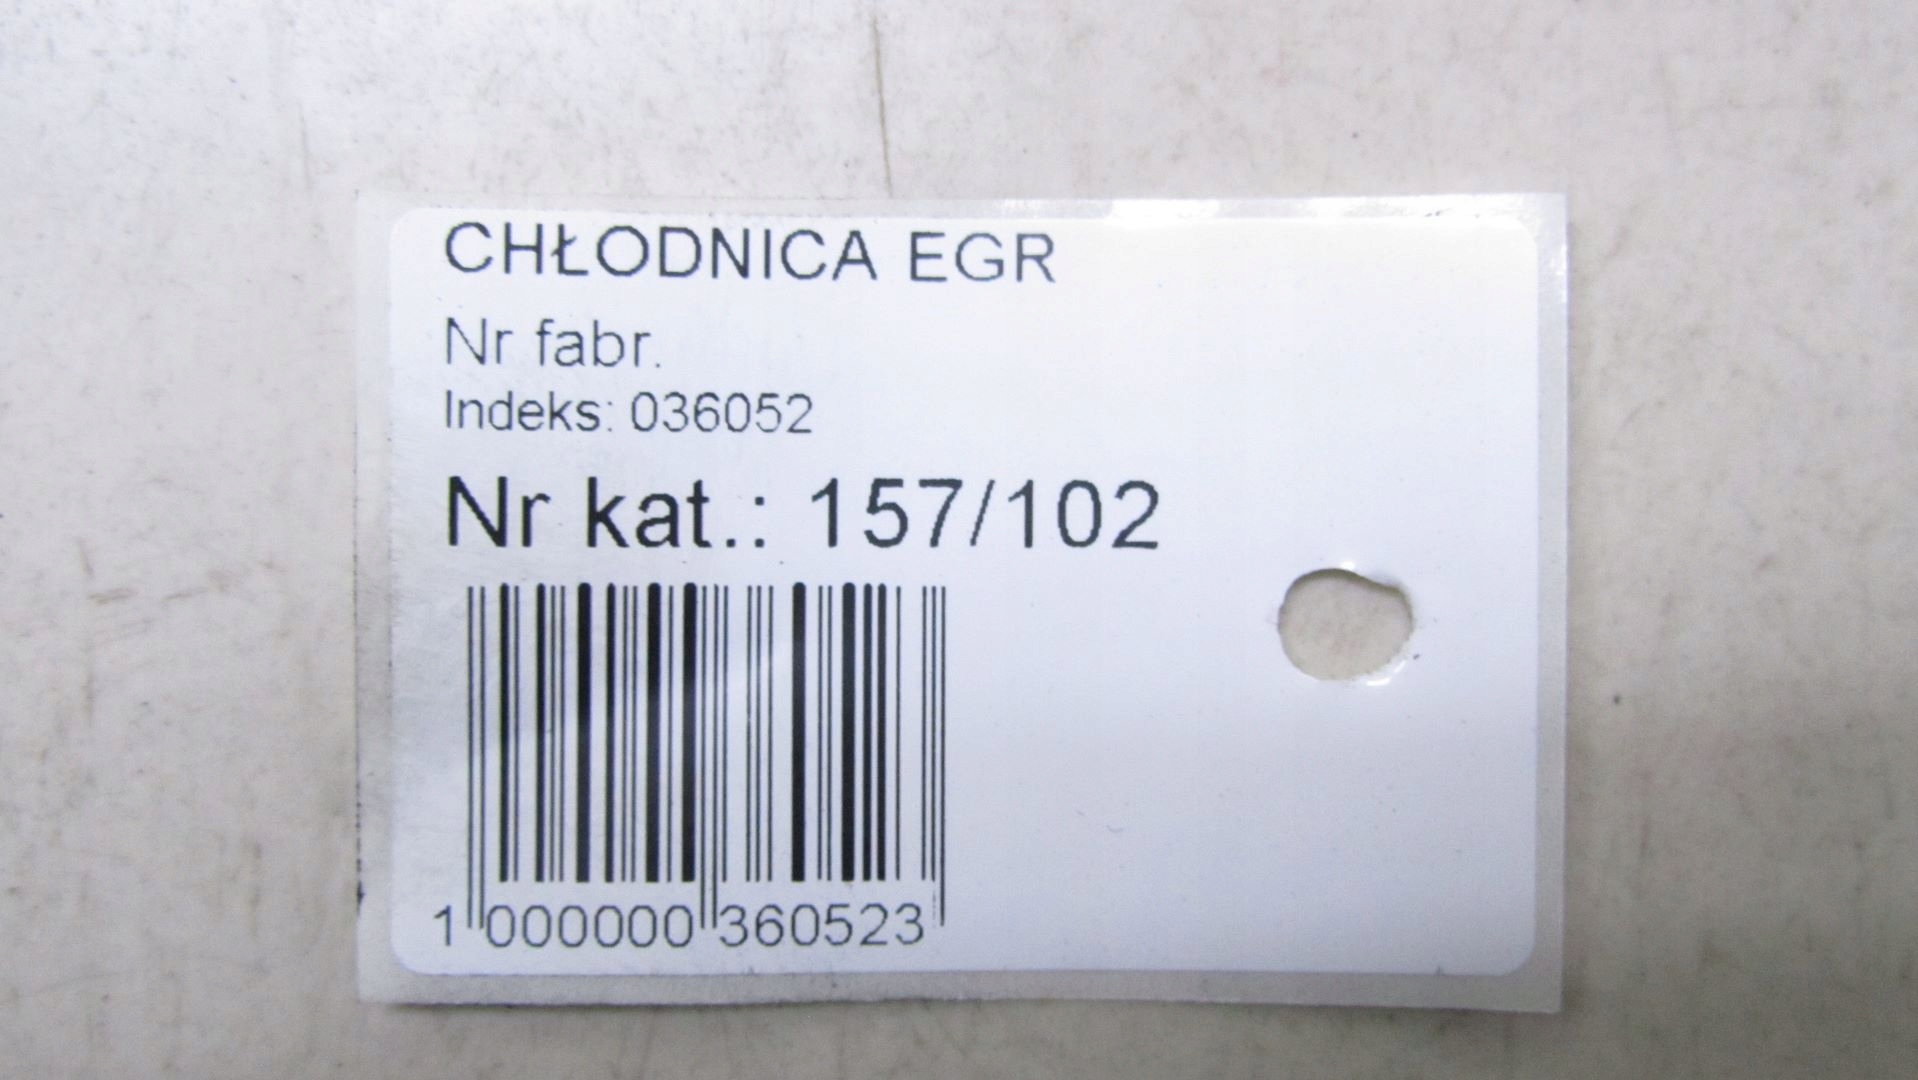 CHŁODNICA EGR
Nr fabr.
Indeks: 036052
Nr kat.: 157/102
1 000000 360523